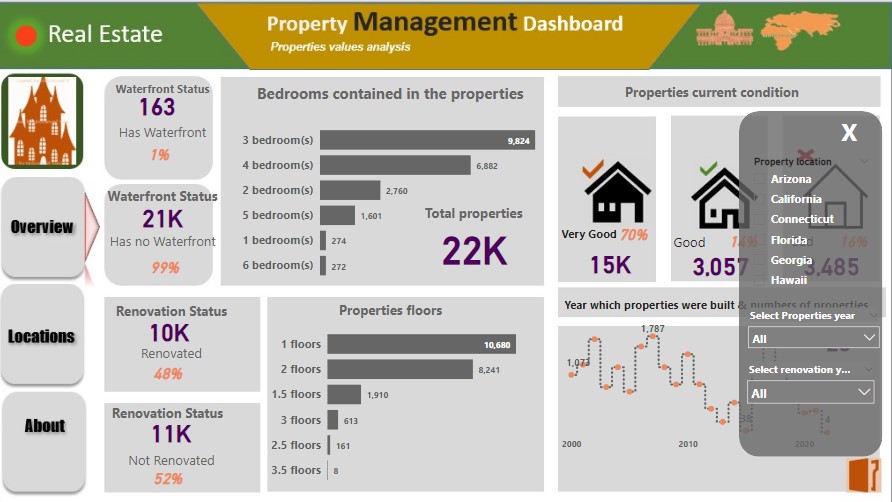 Real Estate
Property Management Dashboard
Properties values analysis
Overview
Locations
About
Waterfront Status
163
Has Waterfront
1%
Waterfront Status
21K
Has no Waterfront
99%
Renovation Status
10K
Renovated
48%
Renovation Status
11K
Not Renovated
52%
Bedrooms contained in the properties
3 bedroom(s) 9,824
4 bedroom(s) 6,882
2 bedroom(s) 2,760
5 bedroom(s) 1,601
1 bedroom(s) 274
6 bedroom(s) 272
Total properties
22K
Properties floors
1 floors 10,680
2 floors 8,241
1.5 floors 1,910
3 floors 613
2.5 floors 161
3.5 floors 8
Properties current condition
Very Good 70%
15K
Good 14%
3,057
16%
3,485
Year which properties were built & numbers of properties
1,073
1,787
38
4
2000
2010
2020
X
Property location
Arizona
California
Connecticut
Florida
Georgia
Hawaii
Select Properties year
All
Select renovation y...
All